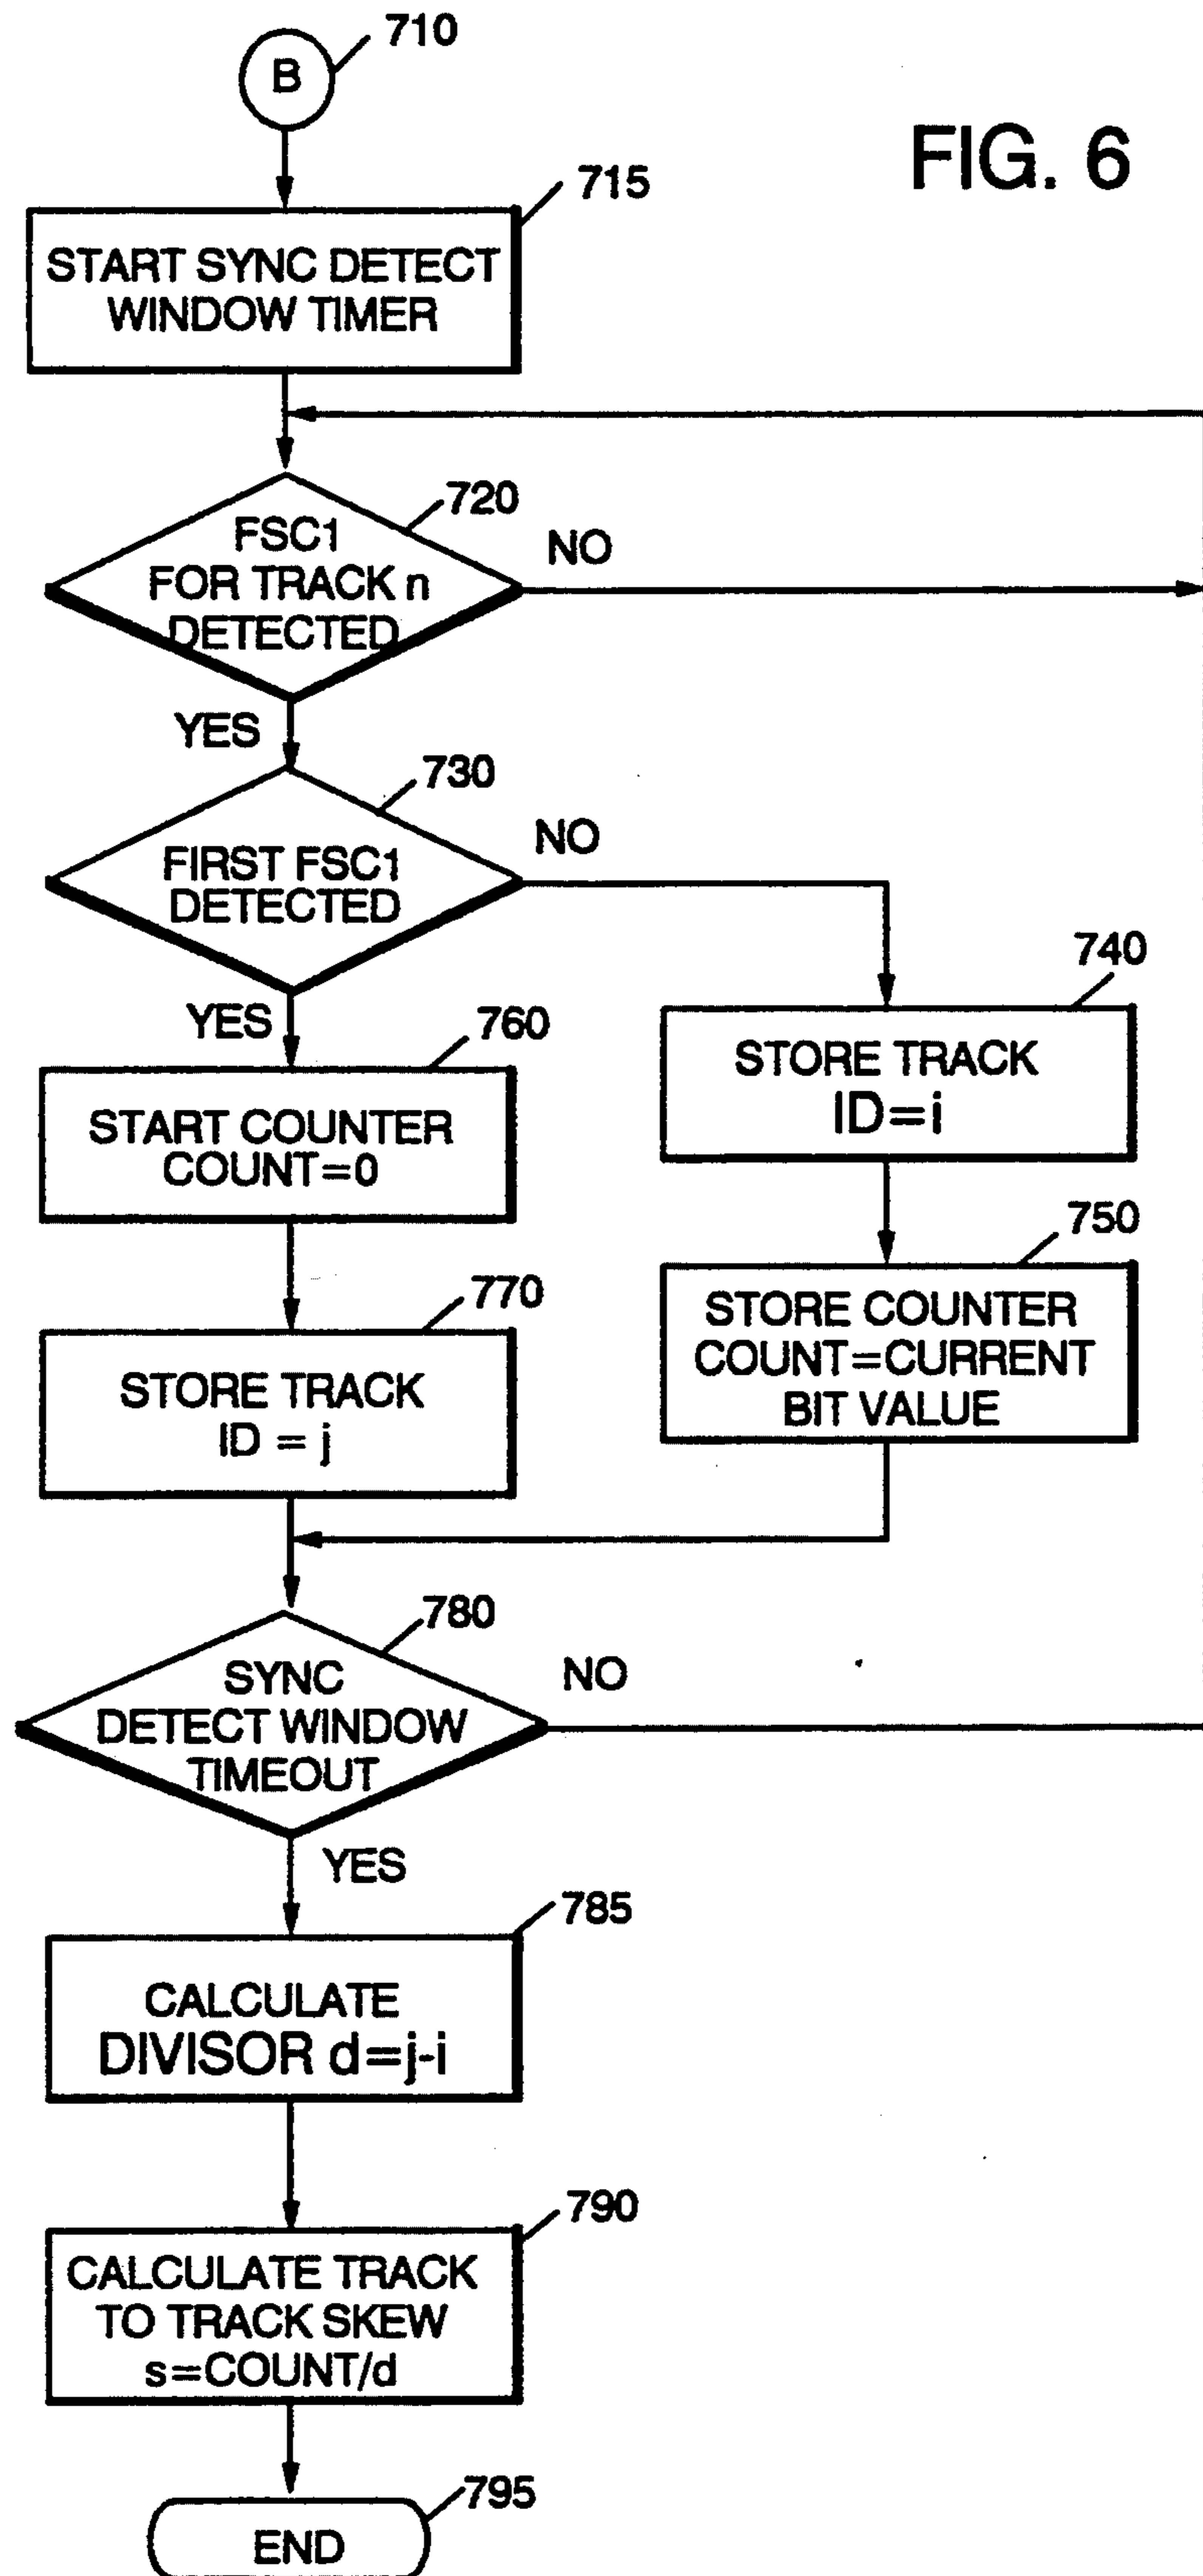 710
B
FIG. 6
715
START SYNC DETECT
WINDOW TIMER
720
FSC1
FOR TRACK n
DETECTED
NO
YES
730
FIRST FSC1
DETECTED
NO
YES
740
STORE TRACK
ID=i
760
START COUNTER
COUNT=0
750
STORE COUNTER
COUNT=CURRENT
BIT VALUE
770
STORE TRACK
ID = j
780
SYNC
DETECT WINDOW
TIMEOUT
NO
YES
785
CALCULATE
DIVISOR d=j-i
790
CALCULATE TRACK
TO TRACK SKEW
s=COUNT/d
795
END